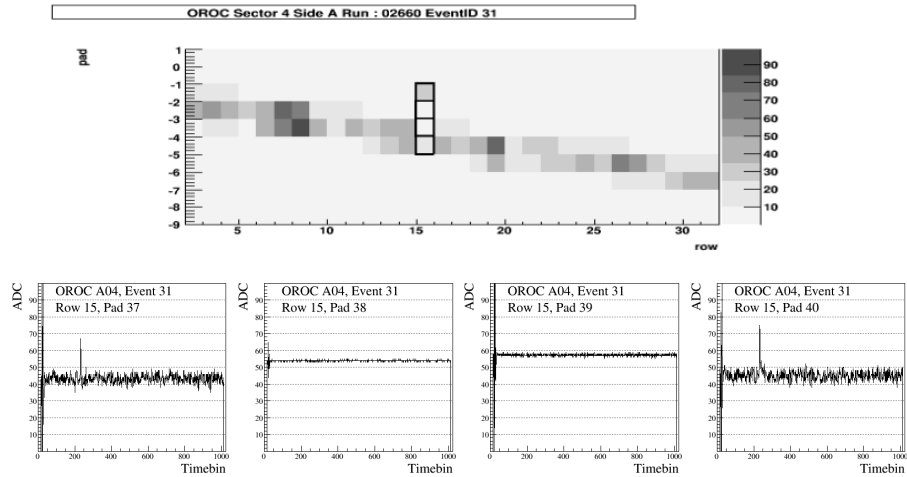 OROC Sector 4 Side A Run : 02660 EventID 31
pad
1
0
-1
-2
-3
-4
-5
-6
-7
-8
-9
5 10 15 20 25 30
row
90
80
70
60
50
40
30
20
10
ADC
OROC A04, Event 31
Row 15, Pad 37
90
80
70
60
50
40
30
20
10
0 200 400 600 800 1000
Timebin
ADC
OROC A04, Event 31
Row 15, Pad 38
90
80
70
60
50
40
30
20
10
0 200 400 600 800 1000
Timebin
ADC
OROC A04, Event 31
Row 15, Pad 39
90
80
70
60
50
40
30
20
10
0 200 400 600 800 1000
Timebin
ADC
OROC A04, Event 31
Row 15, Pad 40
90
80
70
60
50
40
30
20
10
0 200 400 600 800 1000
Timebin